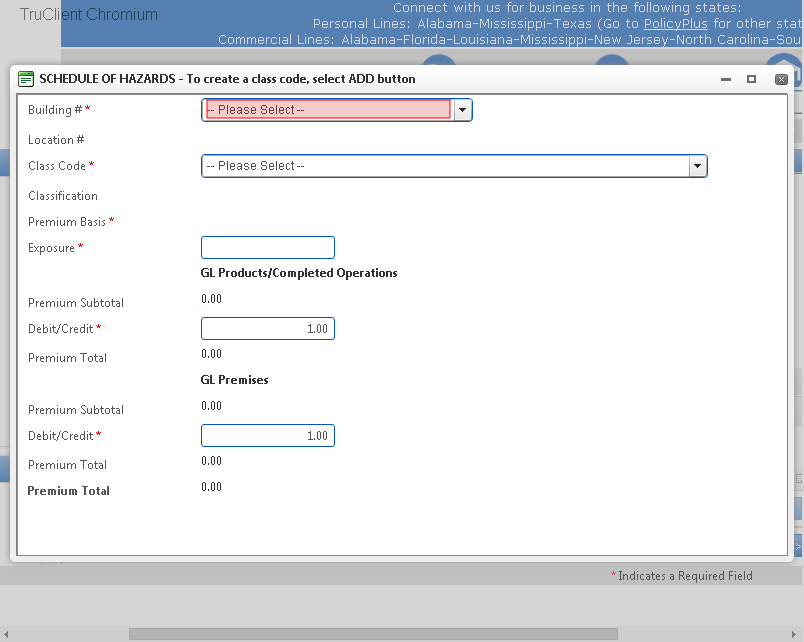 TruClient Chromium
Connect with us for business in the following states:
Personal Lines: Alabama-Mississippi-Texas (Go to PolicyPlus for other stat
Commercial Lines: Alabama-Florida-Louisiana-Mississippi-New Jersey-North Carolina-Sou
SCHEDULE OF HAZARDS - To create a class code, select ADD button
Building # * -- Please Select --
Location #
Class Code * -- Please Select --
Classification
Premium Basis *
Exposure *
GL Products/Completed Operations
Premium Subtotal 0.00
Debit/Credit * 1.00
Premium Total 0.00
GL Premises
Premium Subtotal 0.00
Debit/Credit * 1.00
Premium Total 0.00
Premium Total 0.00
* Indicates a Required Field